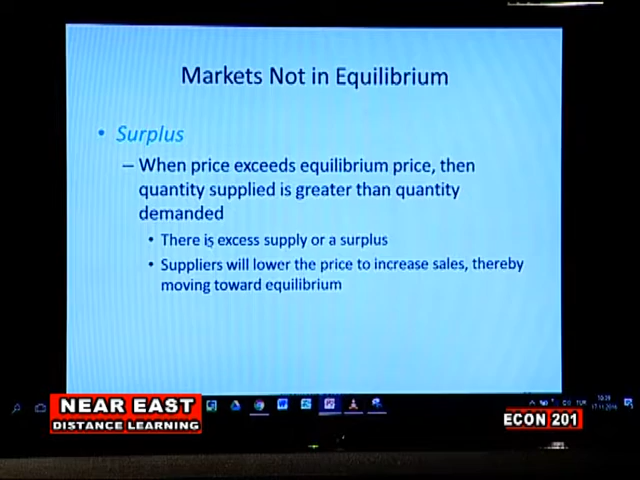 Markets Not in Equilibrium
• Surplus
– When price exceeds equilibrium price, then
quantity supplied is greater than quantity
demanded
• There is excess supply or a surplus
• Suppliers will lower the price to increase sales, thereby
moving toward equilibrium
NEAR EAST
DISTANCE LEARNING
ECON 201